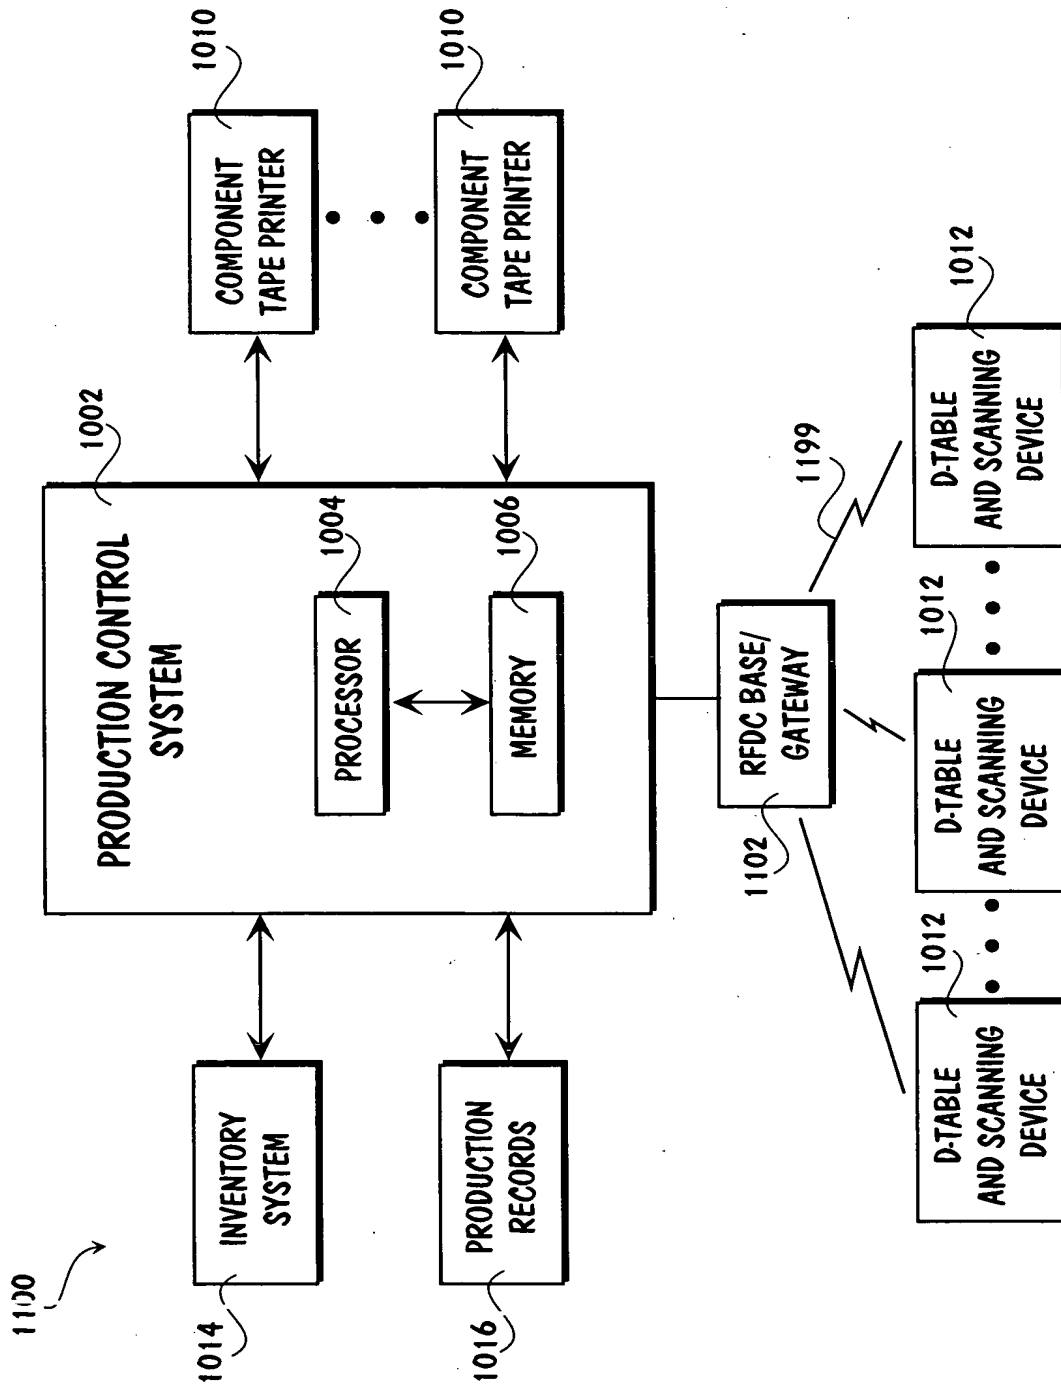 1100
1002
PRODUCTION CONTROL
SYSTEM
1014
INVENTORY
SYSTEM
PROCESSOR
1004
COMPONENT
TAPE PRINTER
1010
1016
PRODUCTION
RECORDS
MEMORY
1006
COMPONENT
TAPE PRINTER
1010
1102
RFDC BASE/
GATEWAY
1199
1012
D-TABLE
AND SCANNING
DEVICE
1012
D-TABLE
AND SCANNING
DEVICE
1012
D-TABLE
AND SCANNING
DEVICE